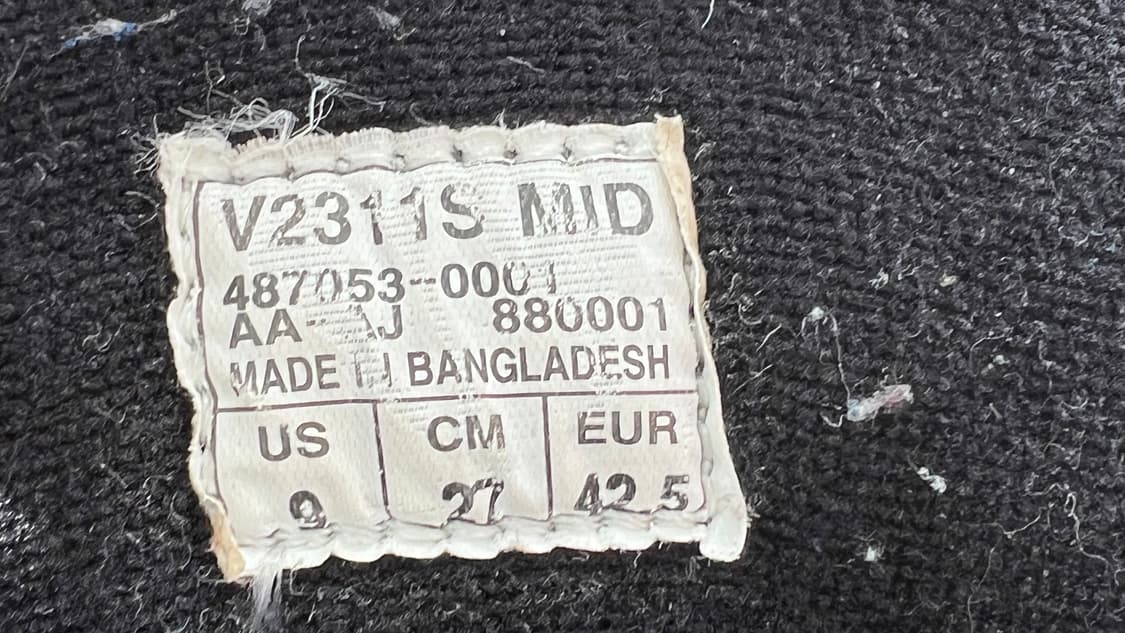 V2311S MID
487053-0001
AA- AJ 880001
MADE IN BANGLADESH
US CM EUR
9 27 42.5